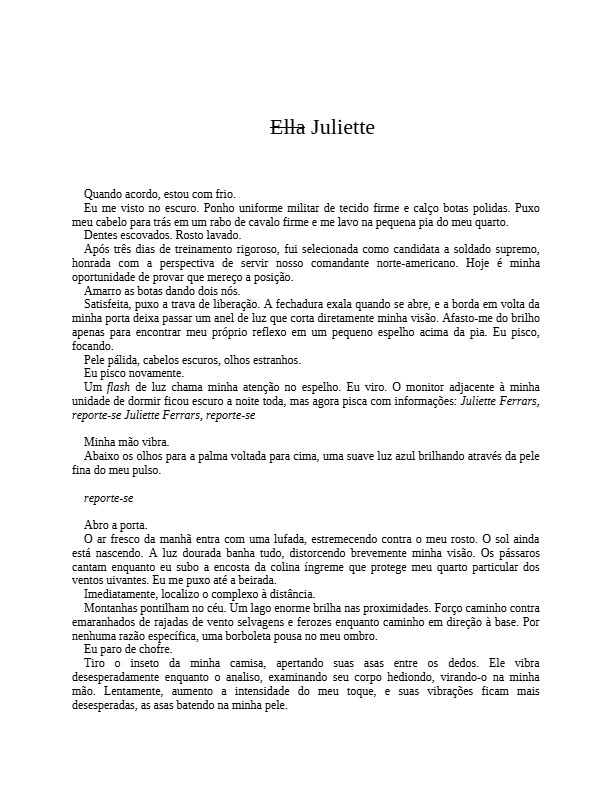 Ella Juliette
Quando acordo, estou com frio.
Eu me visto no escuro. Ponho uniforme militar de tecido firme e calço botas polidas. Puxo
meu cabelo para trás em um rabo de cavalo firme e me lavo na pequena pia do meu quarto.
Dentes escovados. Rosto lavado.
Após três dias de treinamento rigoroso, fui selecionada como candidata a soldado supremo,
honrada com a perspectiva de servir nosso comandante norte-americano. Hoje é minha
oportunidade de provar que mereço a posição.
Amarro as botas dando dois nós.
Satisfeita, puxo a trava de liberação. A fechadura exala quando se abre, e a borda em volta da
minha porta deixa passar um anel de luz que corta diretamente minha visão. Afasto-me do brilho
apenas para encontrar meu próprio reflexo em um pequeno espelho acima da pia. Eu pisco,
focando.
Pele pálida, cabelos escuros, olhos estranhos.
Eu pisco novamente.
Um flash de luz chama minha atenção no espelho. Eu viro. O monitor adjacente à minha
unidade de dormir ficou escuro a noite toda, mas agora pisca com informações: Juliette Ferrars,
reporte-se Juliette Ferrars, reporte-se
Minha mão vibra.
Abaixo os olhos para a palma voltada para cima, uma suave luz azul brilhando através da pele
fina do meu pulso.
reporte-se
Abro a porta.
O ar fresco da manhã entra com uma lufada, estremecendo contra o meu rosto. O sol ainda
está nascendo. A luz dourada banha tudo, distorcendo brevemente minha visão. Os pássaros
cantam enquanto eu subo a encosta da colina íngreme que protege meu quarto particular dos
ventos uivantes. Eu me puxo até a beirada.
Imediatamente, localizo o complexo à distância.
Montanhas pontilham no céu. Um lago enorme brilha nas proximidades. Forço caminho contra
emaranhados de rajadas de vento selvagens e ferozes enquanto caminho em direção à base. Por
nenhuma razão específica, uma borboleta pousa no meu ombro.
Eu paro de chofre.
Tiro o inseto da minha camisa, apertando suas asas entre os dedos. Ele vibra
desesperadamente enquanto o analiso, examinando seu corpo hediondo, virando-o na minha
mão. Lentamente, aumento a intensidade do meu toque, e suas vibrações ficam mais
desesperadas, as asas batendo na minha pele.